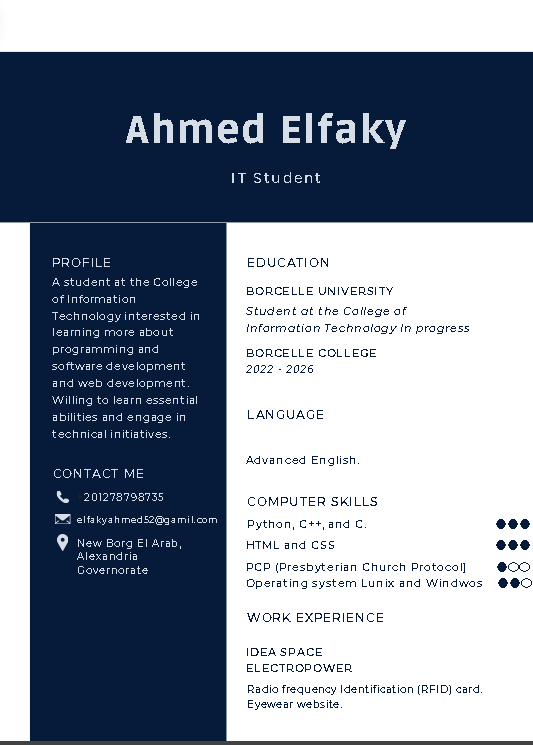 Ahmed Elfaky
IT Student
PROFILE
A student at the College
of Information
Technology interested in
learning more about
programming and
software development
and web development.
Willing to learn essential
abilities and engage in
technical initiatives.
CONTACT ME
201278798735
elfakyahmed52@gamil.com
New Borg El Arab,
Alexandria
Governorate
EDUCATION
BORCELLE UNIVERSITY
Student at the College of
Information Technology In progress
BORCELLE COLLEGE
2022 - 2026
LANGUAGE
Advanced English.
COMPUTER SKILLS
Python, C++, and C.
HTML and CSS
PCP (Presbyterian Church Protocol)
Operating system Lunix and Windwos
WORK EXPERIENCE
IDEA SPACE
ELECTROPOWER
Radio frequency Identification (RFID) card.
Eyewear website.